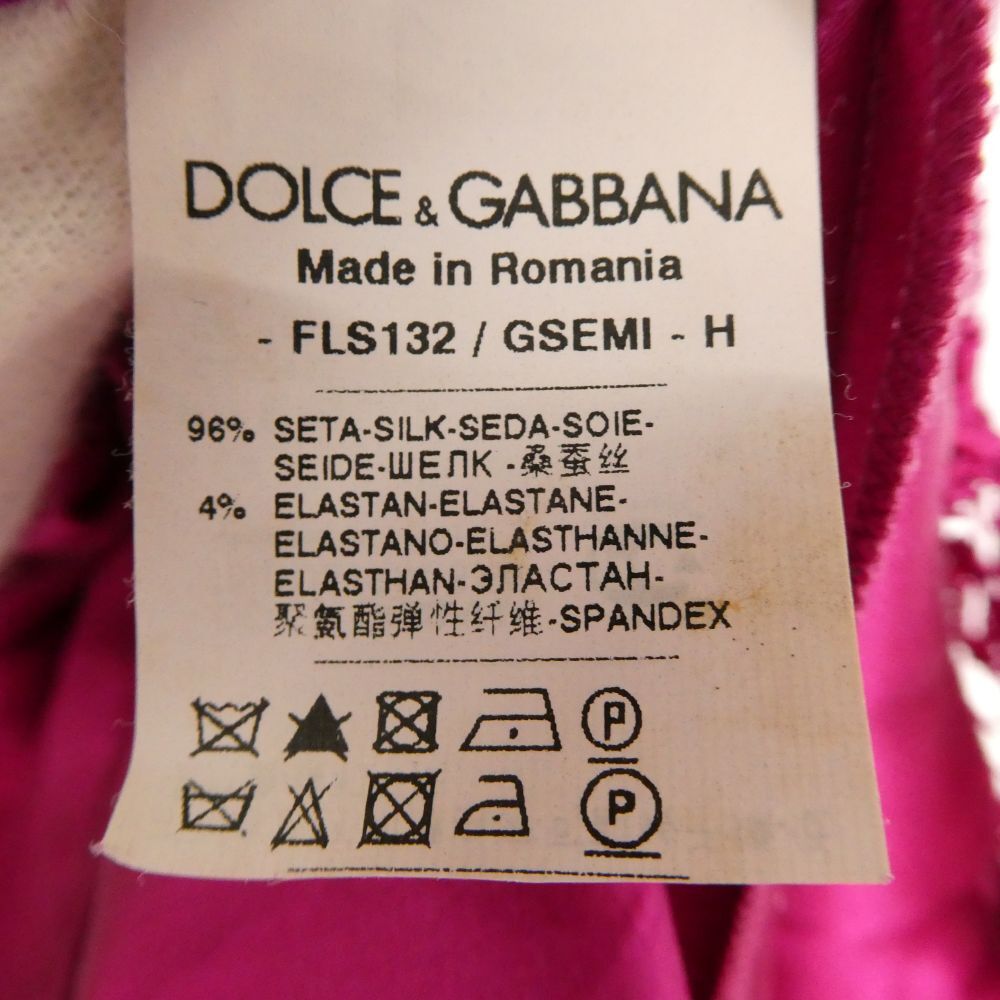 DOLCE & GABBANA
Made in Romania
- FLS132 / GSEMI - H
96% SETA-SILK-SEDA-SOIE-
SEIDE-ШЕЛК -桑蚕丝
4% ELASTAN-ELASTANE-
ELASTANO-ELASTHANNE-
ELASTHAN-ЭЛАСТАН-
聚氨酯弹性纤维-SPANDEX
P
P